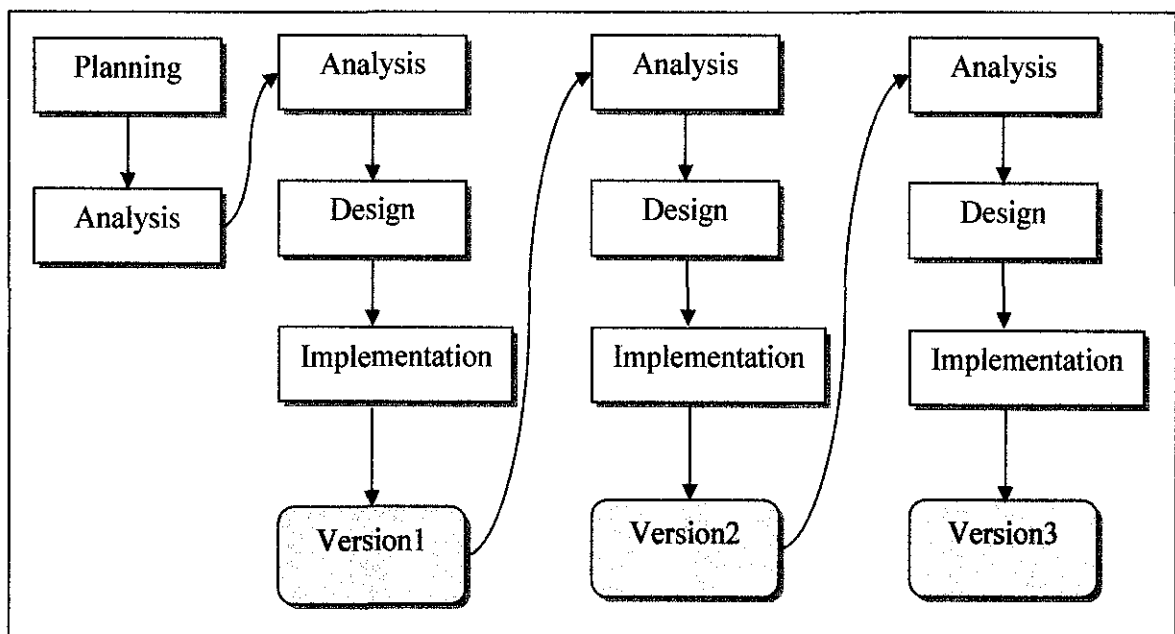 Planning
Analysis
Analysis
Design
Implementation
Version1
Analysis
Design
Implementation
Version2
Analysis
Design
Implementation
Version3